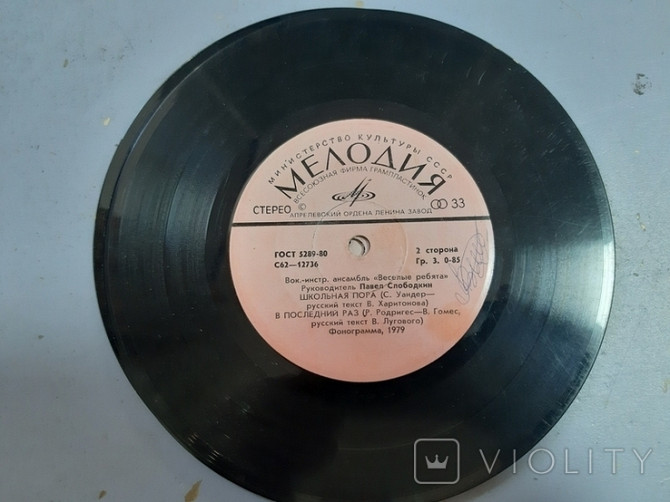 МИНИСТЕРСТВО КУЛЬТУРЫ СССР
МЕЛОДИЯ
ВСЕСОЮЗНАЯ ФИРМА ГРАМПЛАСТИНОК
СТЕРЕО
33
АПРЕЛЕВСКИЙ ОРДЕНА ЛЕНИНА ЗАВОД
ГОСТ 5289-80
С62—12736
2 сторона
Гр. 3. 0-85
Вок.-инстр. ансамбль «Веселые ребята»
Руководитель Павел Слободкин
ШКОЛЬНАЯ ПОРА (С. Уандер—
русский текст В. Харитонова)
В ПОСЛЕДНИЙ РАЗ (Р. Родригес—В. Гомес,
русский текст В. Лугового)
Фонограмма, 1979
VIOLITY